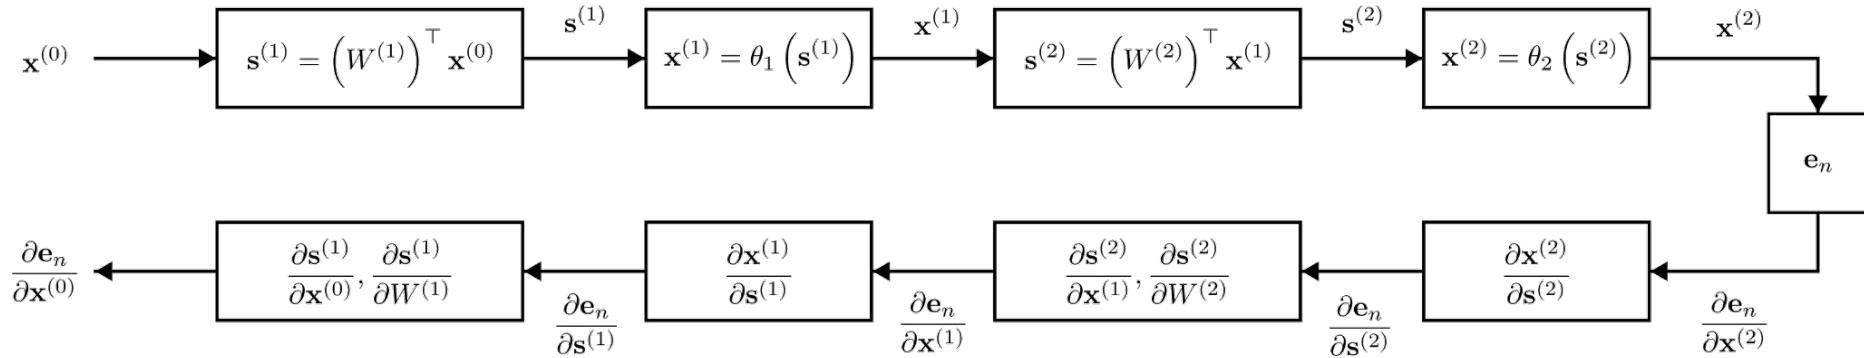 x^{(0)}
s^{(1)} = (W^{(1)})^⊤ x^{(0)}
s^{(1)}
x^{(1)} = θ_1 (s^{(1)})
x^{(1)}
s^{(2)} = (W^{(2)})^⊤ x^{(1)}
s^{(2)}
x^{(2)} = θ_2 (s^{(2)})
x^{(2)}
e_n
∂e_n / ∂x^{(2)}
∂x^{(2)} / ∂s^{(2)}
∂e_n / ∂s^{(2)}
∂s^{(2)} / ∂x^{(1)}, ∂s^{(2)} / ∂W^{(2)}
∂e_n / ∂x^{(1)}
∂x^{(1)} / ∂s^{(1)}
∂e_n / ∂s^{(1)}
∂s^{(1)} / ∂x^{(0)}, ∂s^{(1)} / ∂W^{(1)}
∂e_n / ∂x^{(0)}